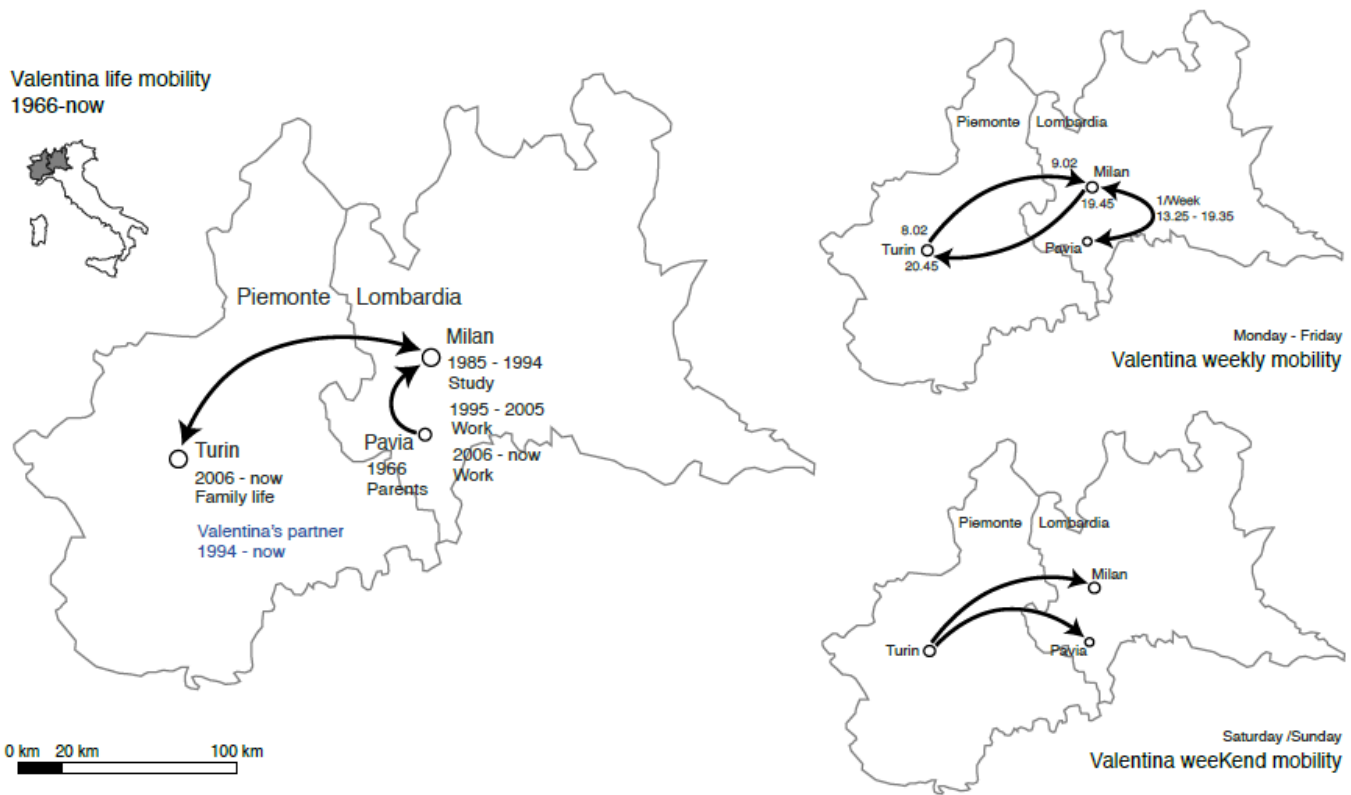 Valentina life mobility
1966-now
Piemonte
Lombardia
Milan
1985 - 1994
Study
1995 - 2005
Work
2006 - now
Work
Pavia
1966
Parents
Turin
2006 - now
Family life
Valentina's partner
1994 - now
0 km
20 km
100 km
Piemonte
Lombardia
9.02
Milan
19.45
1/Week
13.25 - 19.35
8.02
Turin
20.45
Pavia
Monday - Friday
Valentina weekly mobility
Piemonte
Lombardia
Milan
Turin
Pavia
Saturday /Sunday
Valentina weeKend mobility